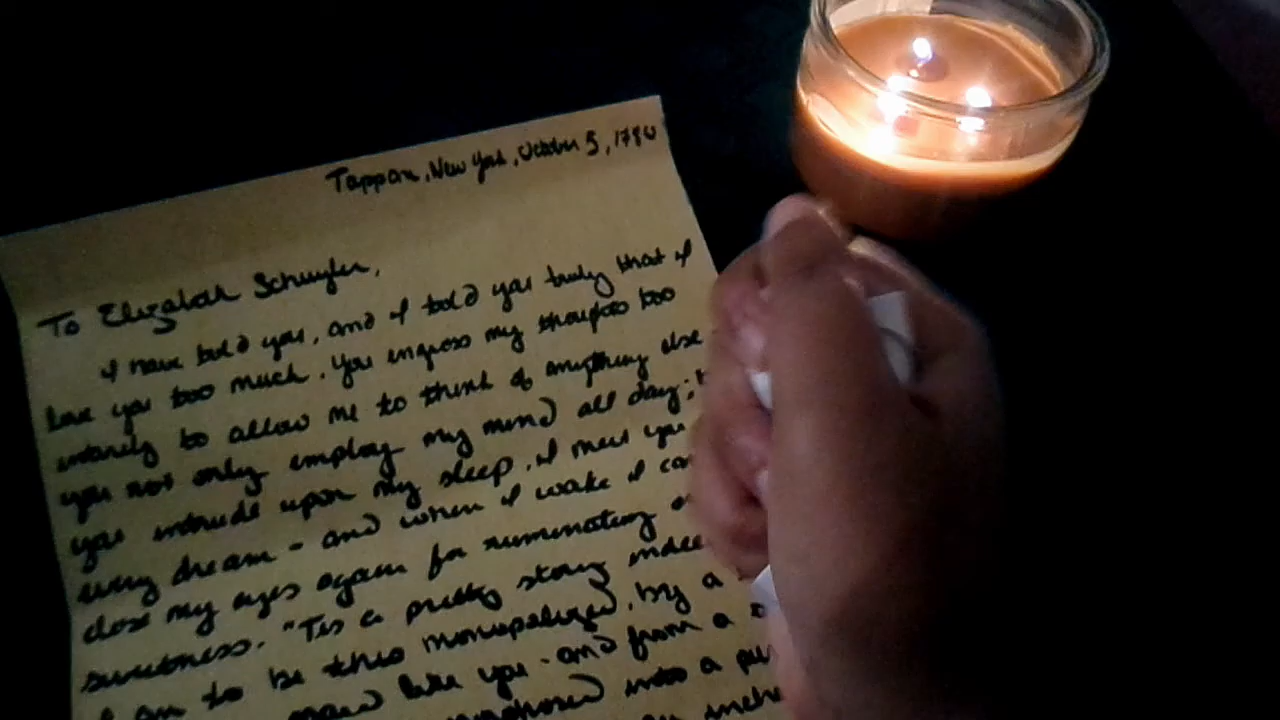 Tappan, New York, October 5, 1780
To Elizabeth Schuyler,
I have told you, and I told you truly that I
love you too much. You engross my thoughts too
intirely to allow me to think of anything else
you not only employ my mind all day;
you intrude upon my sleep. I meet you
every dream - and when I wake I
close my eyes again for ruminating
sweetness. "Tis a pretty story
am to be thus monopolized, by a
maid like you - and from a
into a